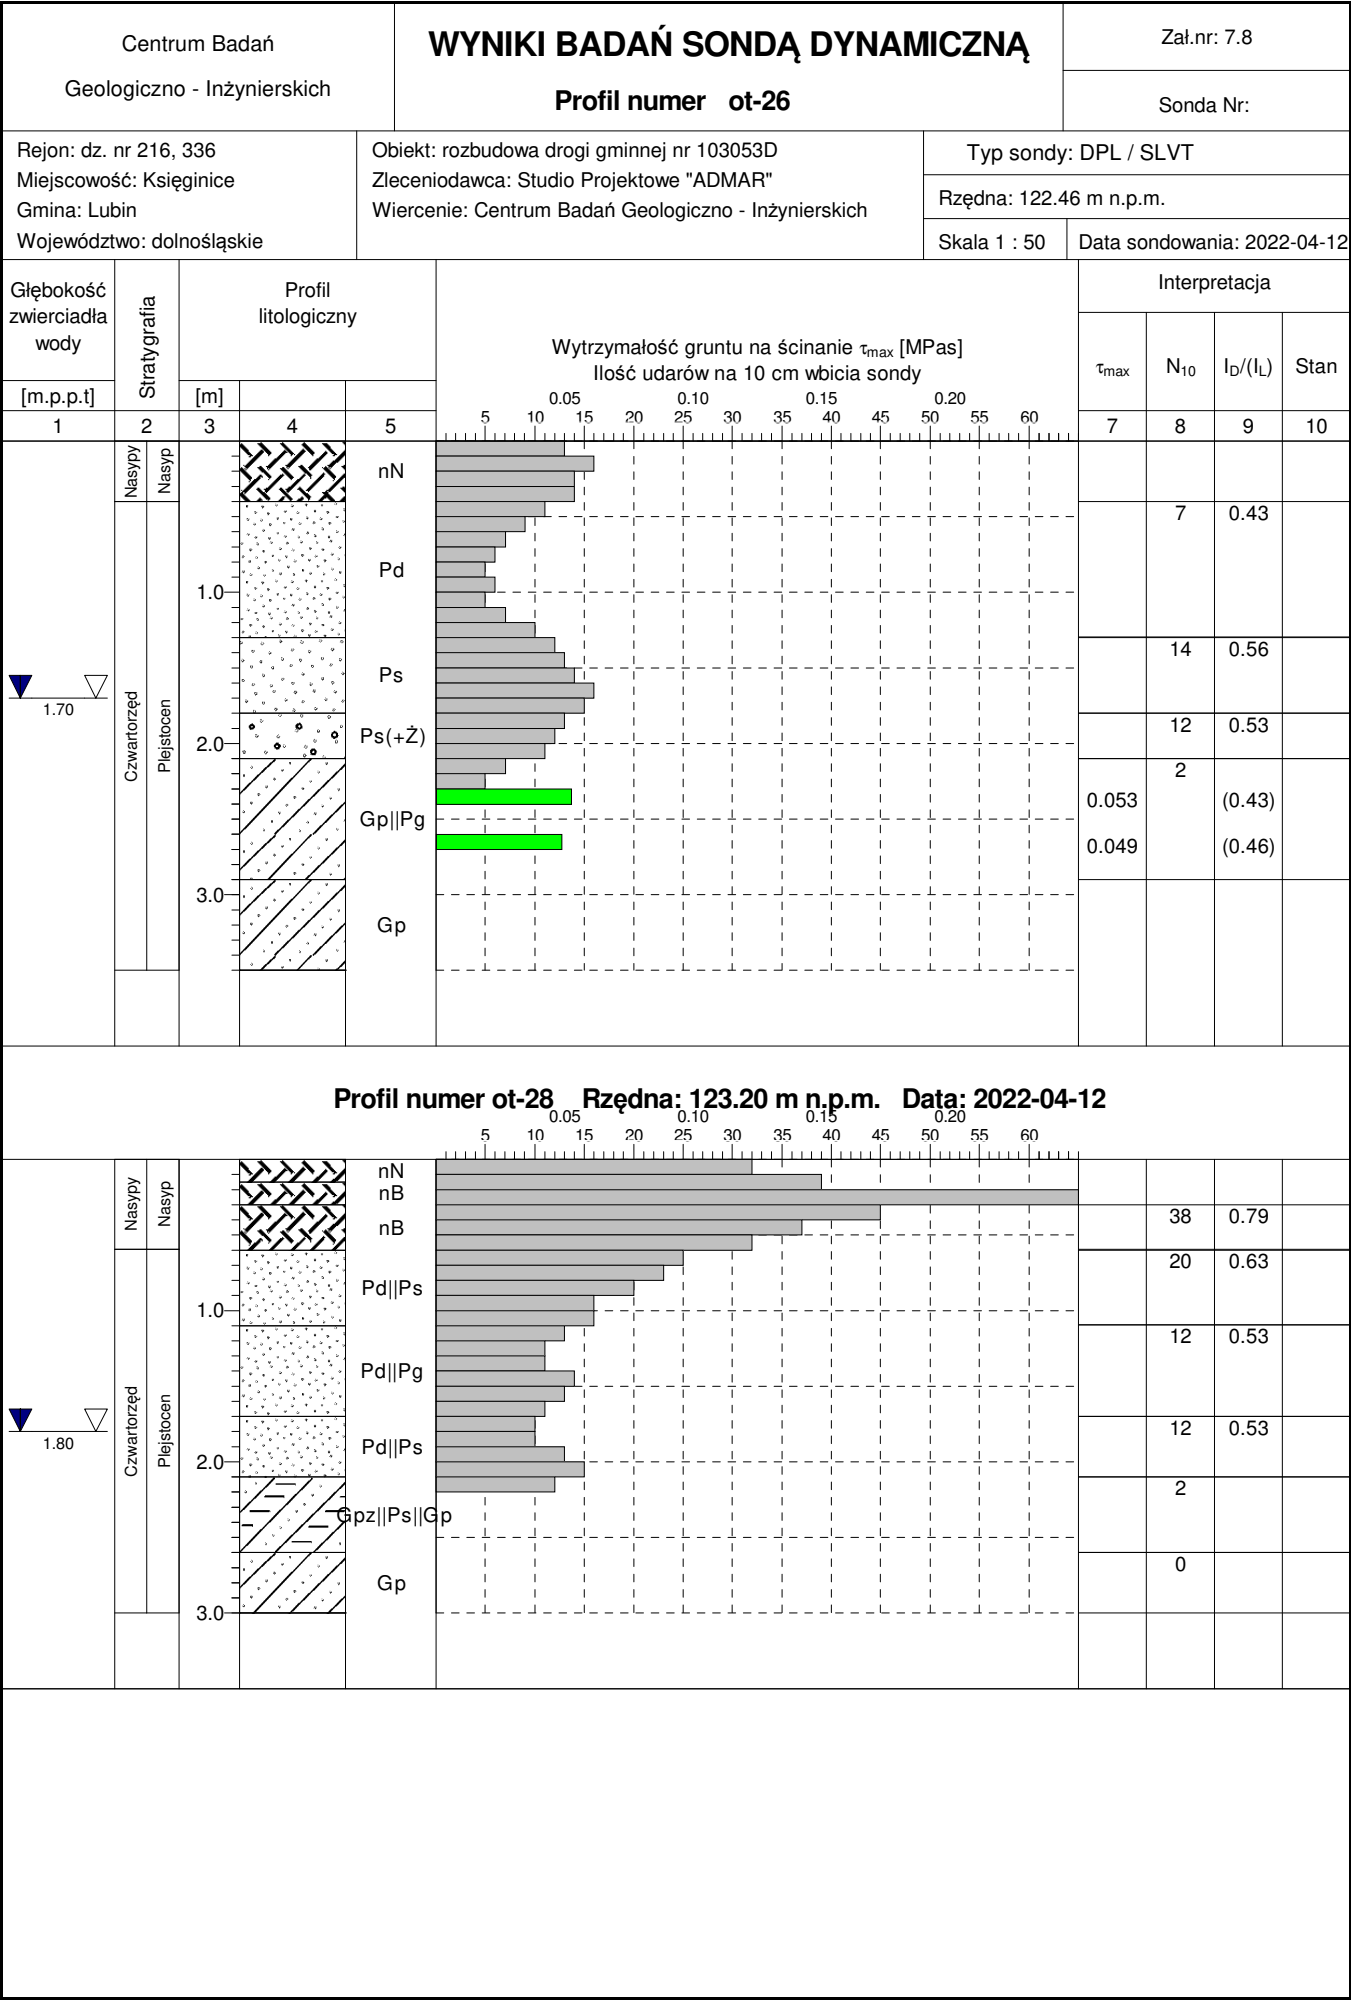 Centrum Badań
Geologiczno - Inżynierskich
WYNIKI BADAŃ SONDĄ DYNAMICZNĄ
Profil numer ot-26
Zał.nr: 7.8
Sonda Nr:
Rejon: dz. nr 216, 336
Miejscowość: Księginice
Gmina: Lubin
Województwo: dolnośląskie
Obiekt: rozbudowa drogi gminnej nr 103053D
Zleceniodawca: Studio Projektowe "ADMAR"
Wiercenie: Centrum Badań Geologiczno - Inżynierskich
Typ sondy: DPL / SLVT
Rzędna: 122.46 m n.p.m.
Skala 1 : 50
Data sondowania: 2022-04-12
Głębokość
zwierciadła
wody
[m.p.p.t]
Stratygrafia
Profil
litologiczny
[m]
Wytrzymałość gruntu na ścinanie τmax [MPas]
Ilość udarów na 10 cm wbicia sondy
0.05 0.10 0.15 0.20
5 10 15 20 25 30 35 40 45 50 55 60
Interpretacja
τmax N10 ID/(IL) Stan
1 2 3 4 5 7 8 9 10
Nasypy Nasyp
nN
7 0.43
Pd
1.0
14 0.56
Ps
1.70
Czwartorzęd Plejstocen
12 0.53
Ps(+Ż)
2.0
2
0.053 (0.43)
Gp||Pg
0.049 (0.46)
3.0
Gp
Profil numer ot-28 Rzędna: 123.20 m n.p.m. Data: 2022-04-12
0.05 0.10 0.15 0.20
5 10 15 20 25 30 35 40 45 50 55 60
Nasypy Nasyp
nN
nB
nB
38 0.79
20 0.63
Pd||Ps
1.0
12 0.53
Pd||Pg
1.80
Czwartorzęd Plejstocen
12 0.53
Pd||Ps
2.0
2
Gpz||Ps||Gp
0
Gp
3.0